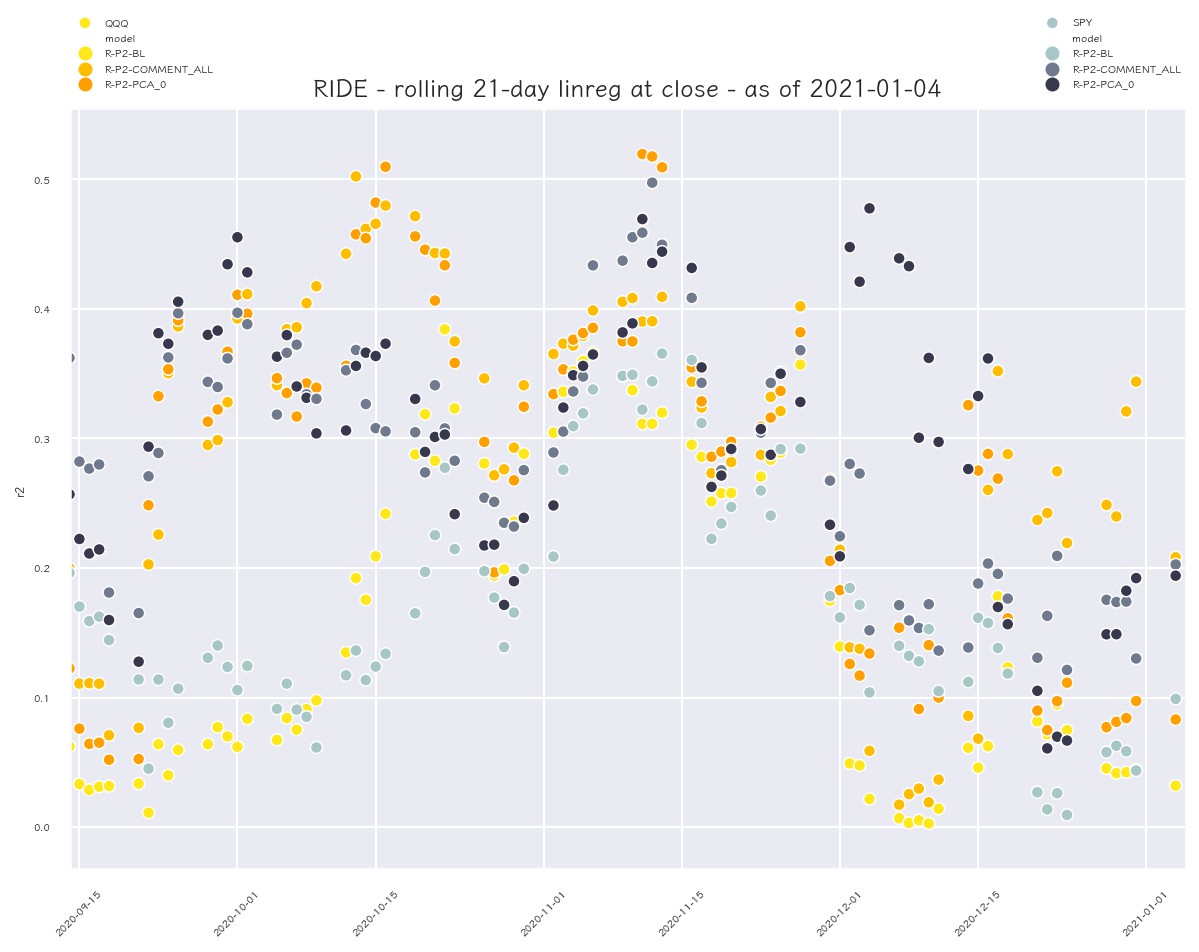 QQQ
model
R-P2-BL
R-P2-COMMENT_ALL
R-P2-PCA_0
SPY
model
R-P2-BL
R-P2-COMMENT_ALL
R-P2-PCA_0
RIDE - rolling 21-day linreg at close - as of 2021-01-04
r2
0.5
0.4
0.3
0.2
0.1
0.0
2020-09-15
2020-10-01
2020-10-15
2020-11-01
2020-11-15
2020-12-01
2020-12-15
2021-01-01